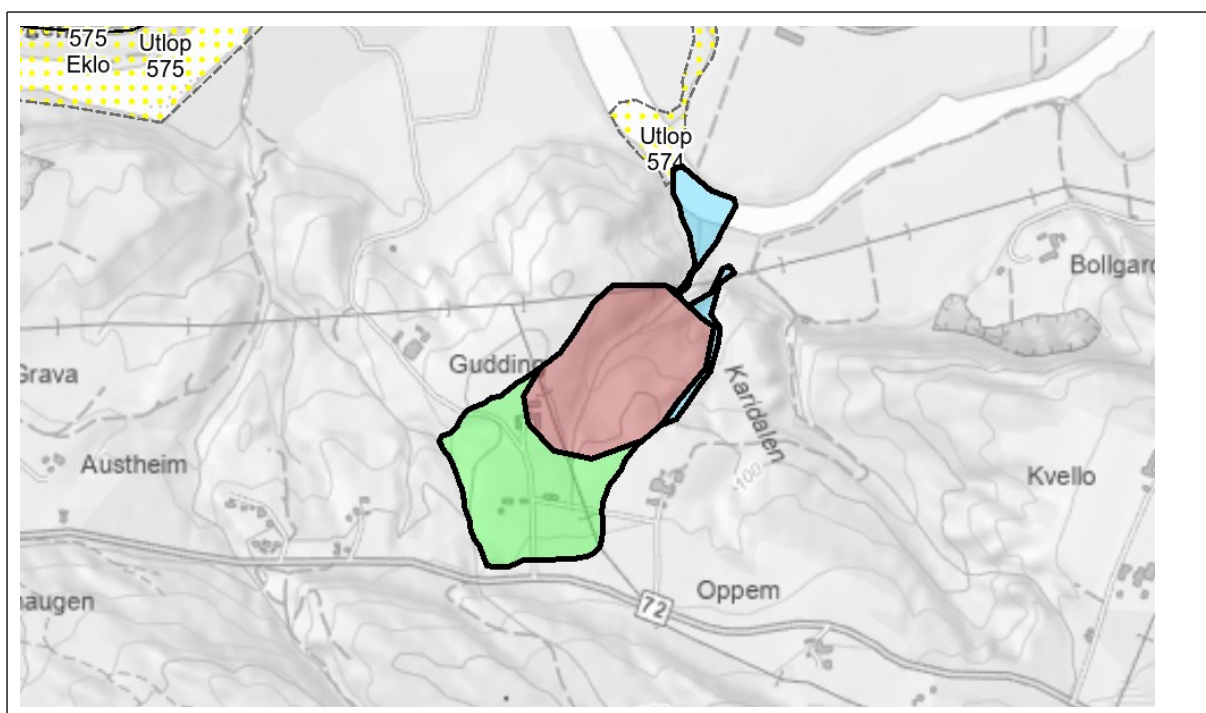 575
Eklo
Utlop
575
Utlop
574
Bollgard
Gudding
Grava
Karidalen
Austheim
100
Kvello
Oppem
haugen
72